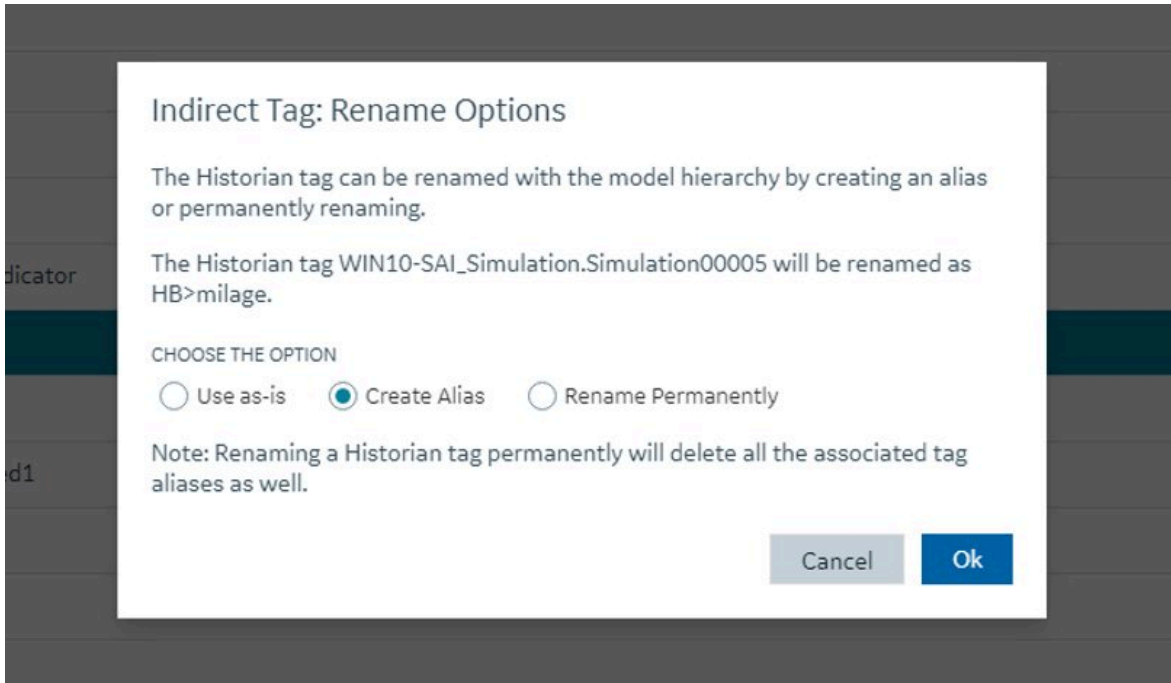 Indirect Tag: Rename Options
The Historian tag can be renamed with the model hierarchy by creating an alias
or permanently renaming.
The Historian tag WIN10-SAI_Simulation.Simulation00005 will be renamed as
HB>milage.
dicator
CHOOSE THE OPTION
Use as-is Create Alias Rename Permanently
Note: Renaming a Historian tag permanently will delete all the associated tag
aliases as well.
ed1
Cancel Ok